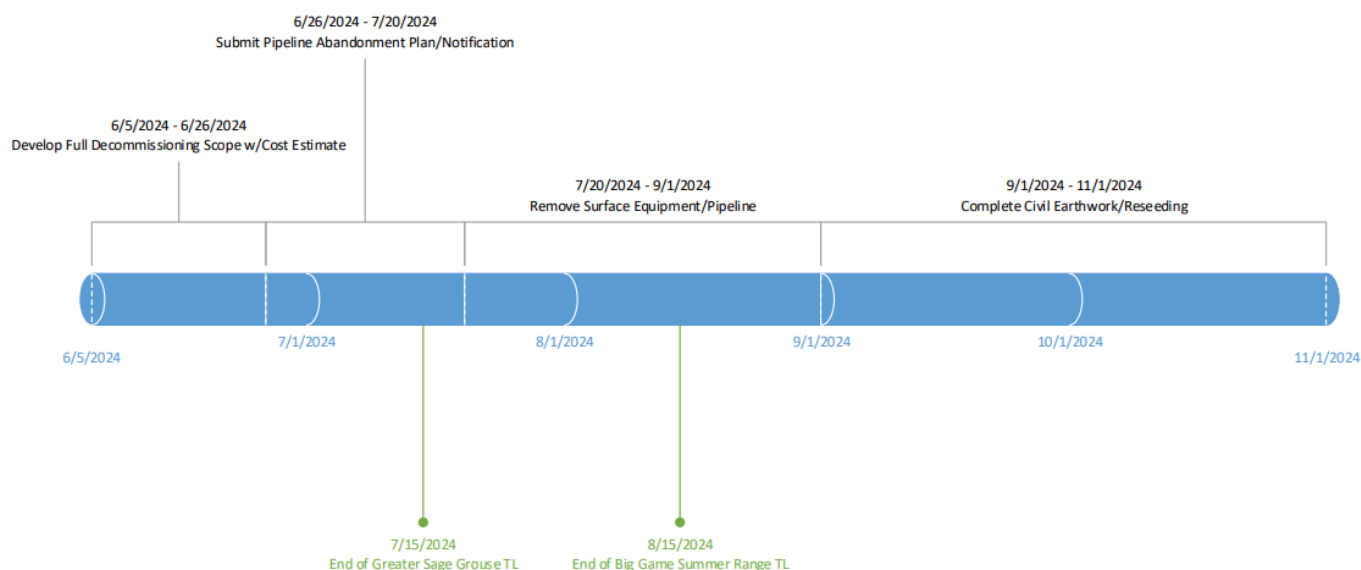 6/26/2024 - 7/20/2024
Submit Pipeline Abandonment Plan/Notification
6/5/2024 - 6/26/2024
Develop Full Decommissioning Scope w/Cost Estimate
7/20/2024 - 9/1/2024
Remove Surface Equipment/Pipeline
9/1/2024 - 11/1/2024
Complete Civil Earthwork/Reseeding
6/5/2024
7/1/2024
8/1/2024
9/1/2024
10/1/2024
11/1/2024
7/15/2024
End of Greater Sage Grouse TL
8/15/2024
End of Big Game Summer Range TL